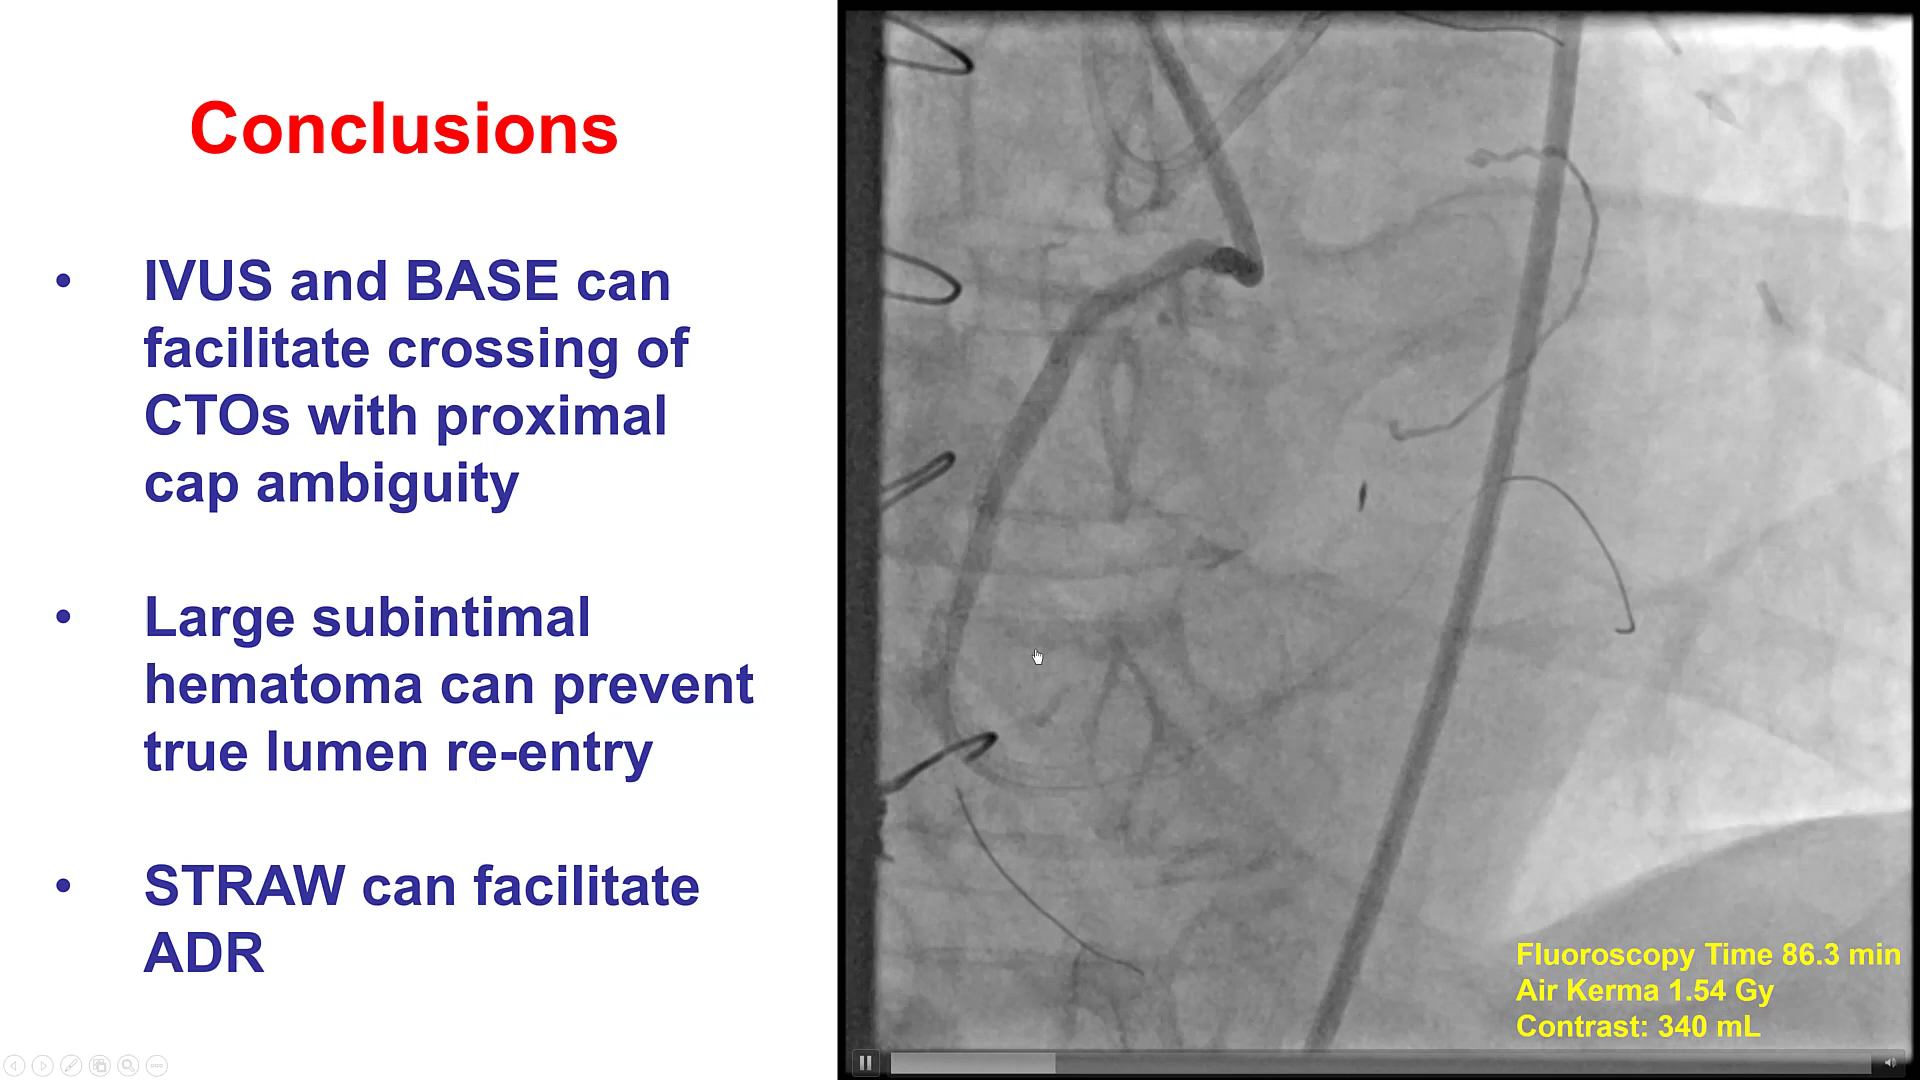 Conclusions
• IVUS and BASE can
facilitate crossing of
CTOs with proximal
cap ambiguity
• Large subintimal
hematoma can prevent
true lumen re-entry
• STRAW can facilitate
ADR
Fluoroscopy Time 86.3 min
Air Kerma 1.54 Gy
Contrast: 340 mL